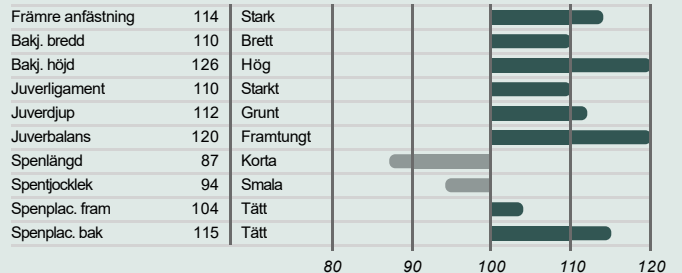 Främre anfästning 114 Stark
Bakj. bredd 110 Brett
Bakj. höjd 126 Hög
Juverligament 110 Starkt
Juverdjup 112 Grunt
Juverbalans 120 Framtungt
Spenlängd 87 Korta
Spentjocklek 94 Smala
Spenplac. fram 104 Tätt
Spenplac. bak 115 Tätt
80 90 100 110 120